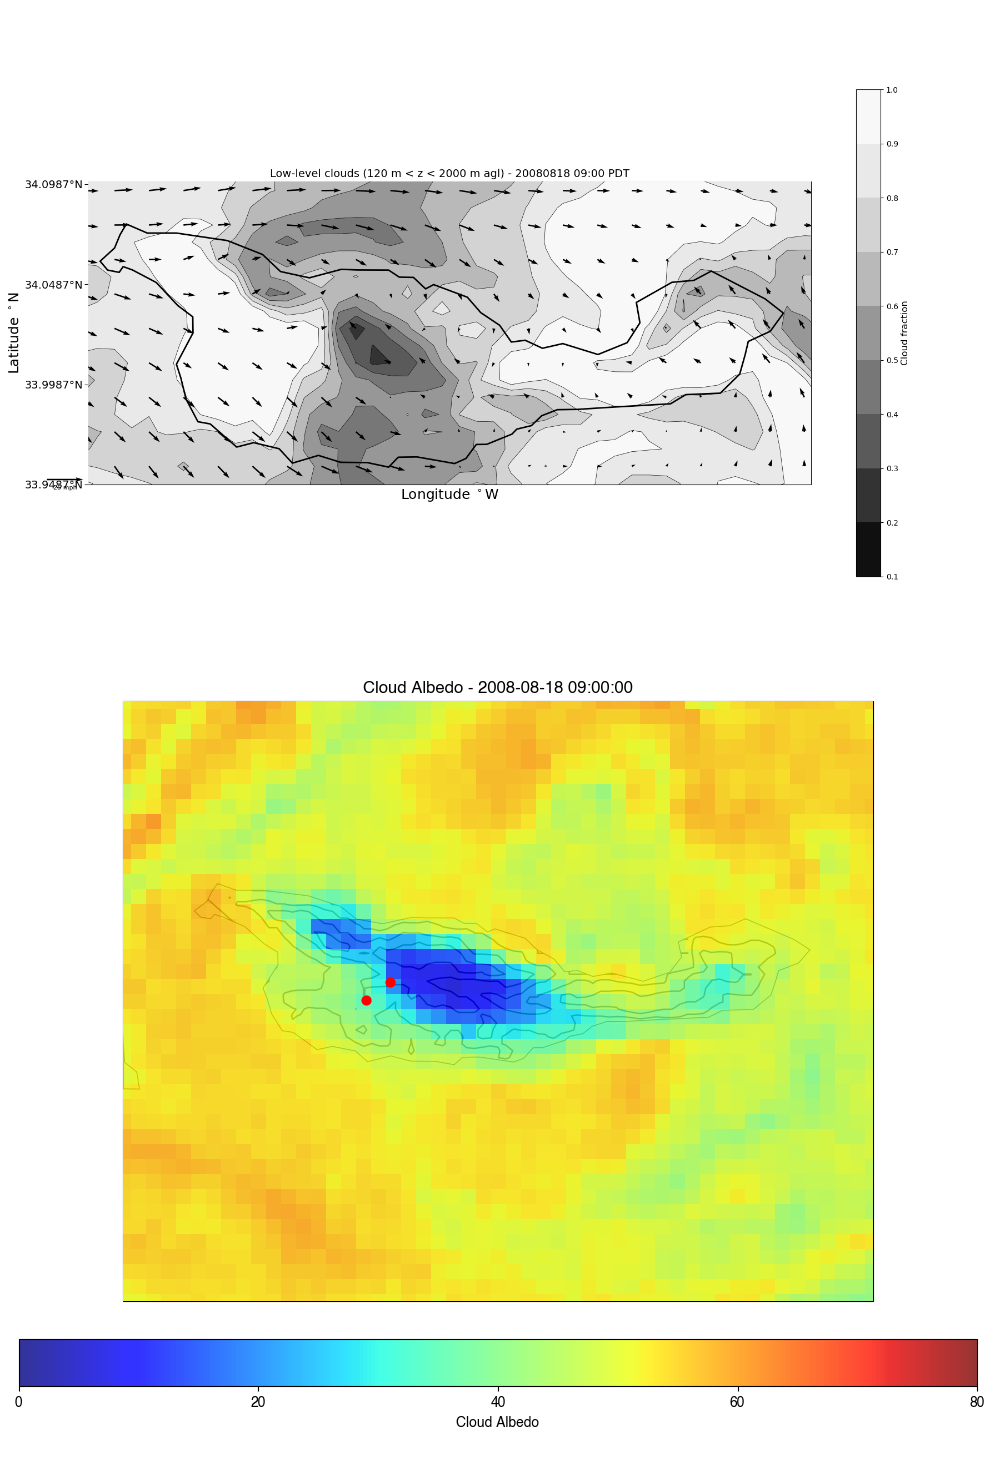 Low-level clouds (120 m < z < 2000 m agl) - 20080818 09:00 PDT
34.0987°N
34.0487°N
33.9987°N
33.9487°N
Latitude °N
Longitude °W
1.0
0.9
0.8
0.7
0.6
0.5
0.4
0.3
0.2
0.1
Cloud fraction
Cloud Albedo - 2008-08-18 09:00:00
0 20 40 60 80
Cloud Albedo